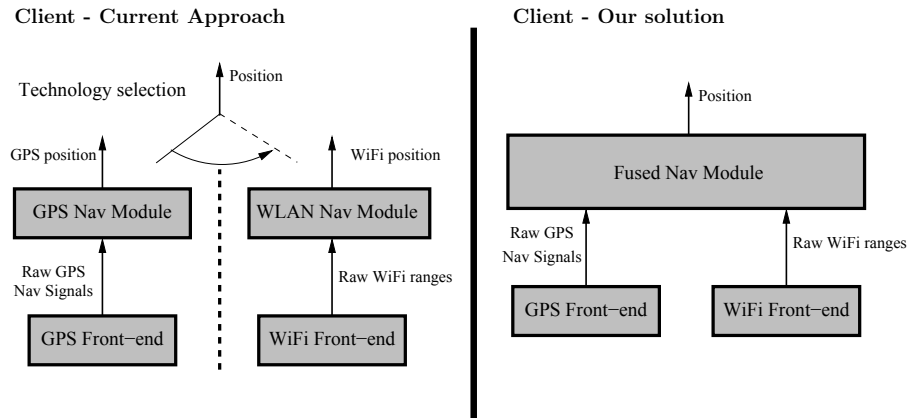 Client - Current Approach
Technology selection
Position
GPS position
WiFi position
GPS Nav Module
WLAN Nav Module
Raw GPS
Nav Signals
Raw WiFi ranges
GPS Front−end
WiFi Front−end
Client - Our solution
Position
Fused Nav Module
Raw GPS
Nav Signals
Raw WiFi ranges
GPS Front−end
WiFi Front−end